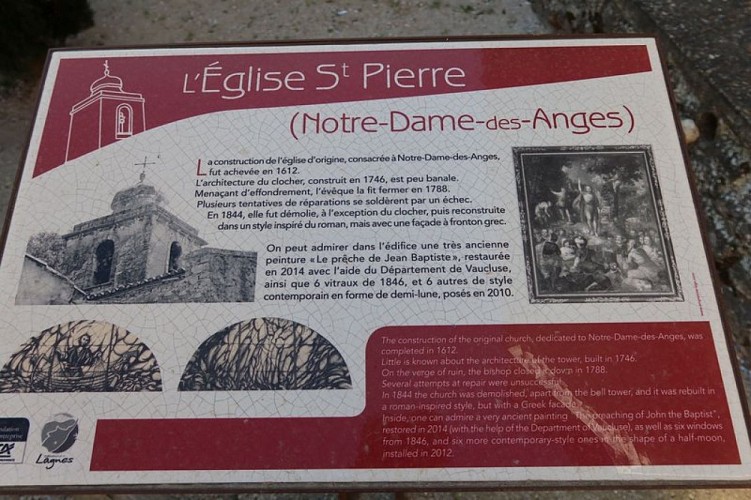 L'Église St Pierre
(Notre-Dame-des-Anges)
La construction de l'église d'origine, consacrée à Notre-Dame-des-Anges,
fut achevée en 1612.
L'architecture du clocher, construit en 1746, est peu banale.
Menaçant d'effondrement, l'évêque la fit fermer en 1788.
Plusieurs tentatives de réparations se soldèrent par un échec.
En 1844, elle fut démolie, à l'exception du clocher, puis reconstruite
dans un style inspiré du roman, mais avec une façade à fronton grec.
On peut admirer dans l'édifice une très ancienne
peinture « Le prêche de Jean Baptiste », restaurée
en 2014 avec l'aide du Département de Vaucluse,
ainsi que 6 vitraux de 1846, et 6 autres de style
contemporain en forme de demi-lune, posés en 2010.
The construction of the original church, dedicated to Notre-Dame-des-Anges, was
completed in 1612.
Little is known about the architecture of the tower, built in 1746.
On the verge of ruin, the bishop closed it down in 1788.
Several attempts at repair were unsuccessful.
In 1844 the church was demolished, apart from the bell tower, and it was rebuilt in
a roman-inspired style, but with a Greek facade.
Inside, one can admire a very ancient painting "The preaching of John the Baptist",
restored in 2014 (with the help of the Department of Vaucluse), as well as six windows
from 1846, and six more contemporary-style ones in the shape of a half-moon,
installed in 2012.
Lagnes